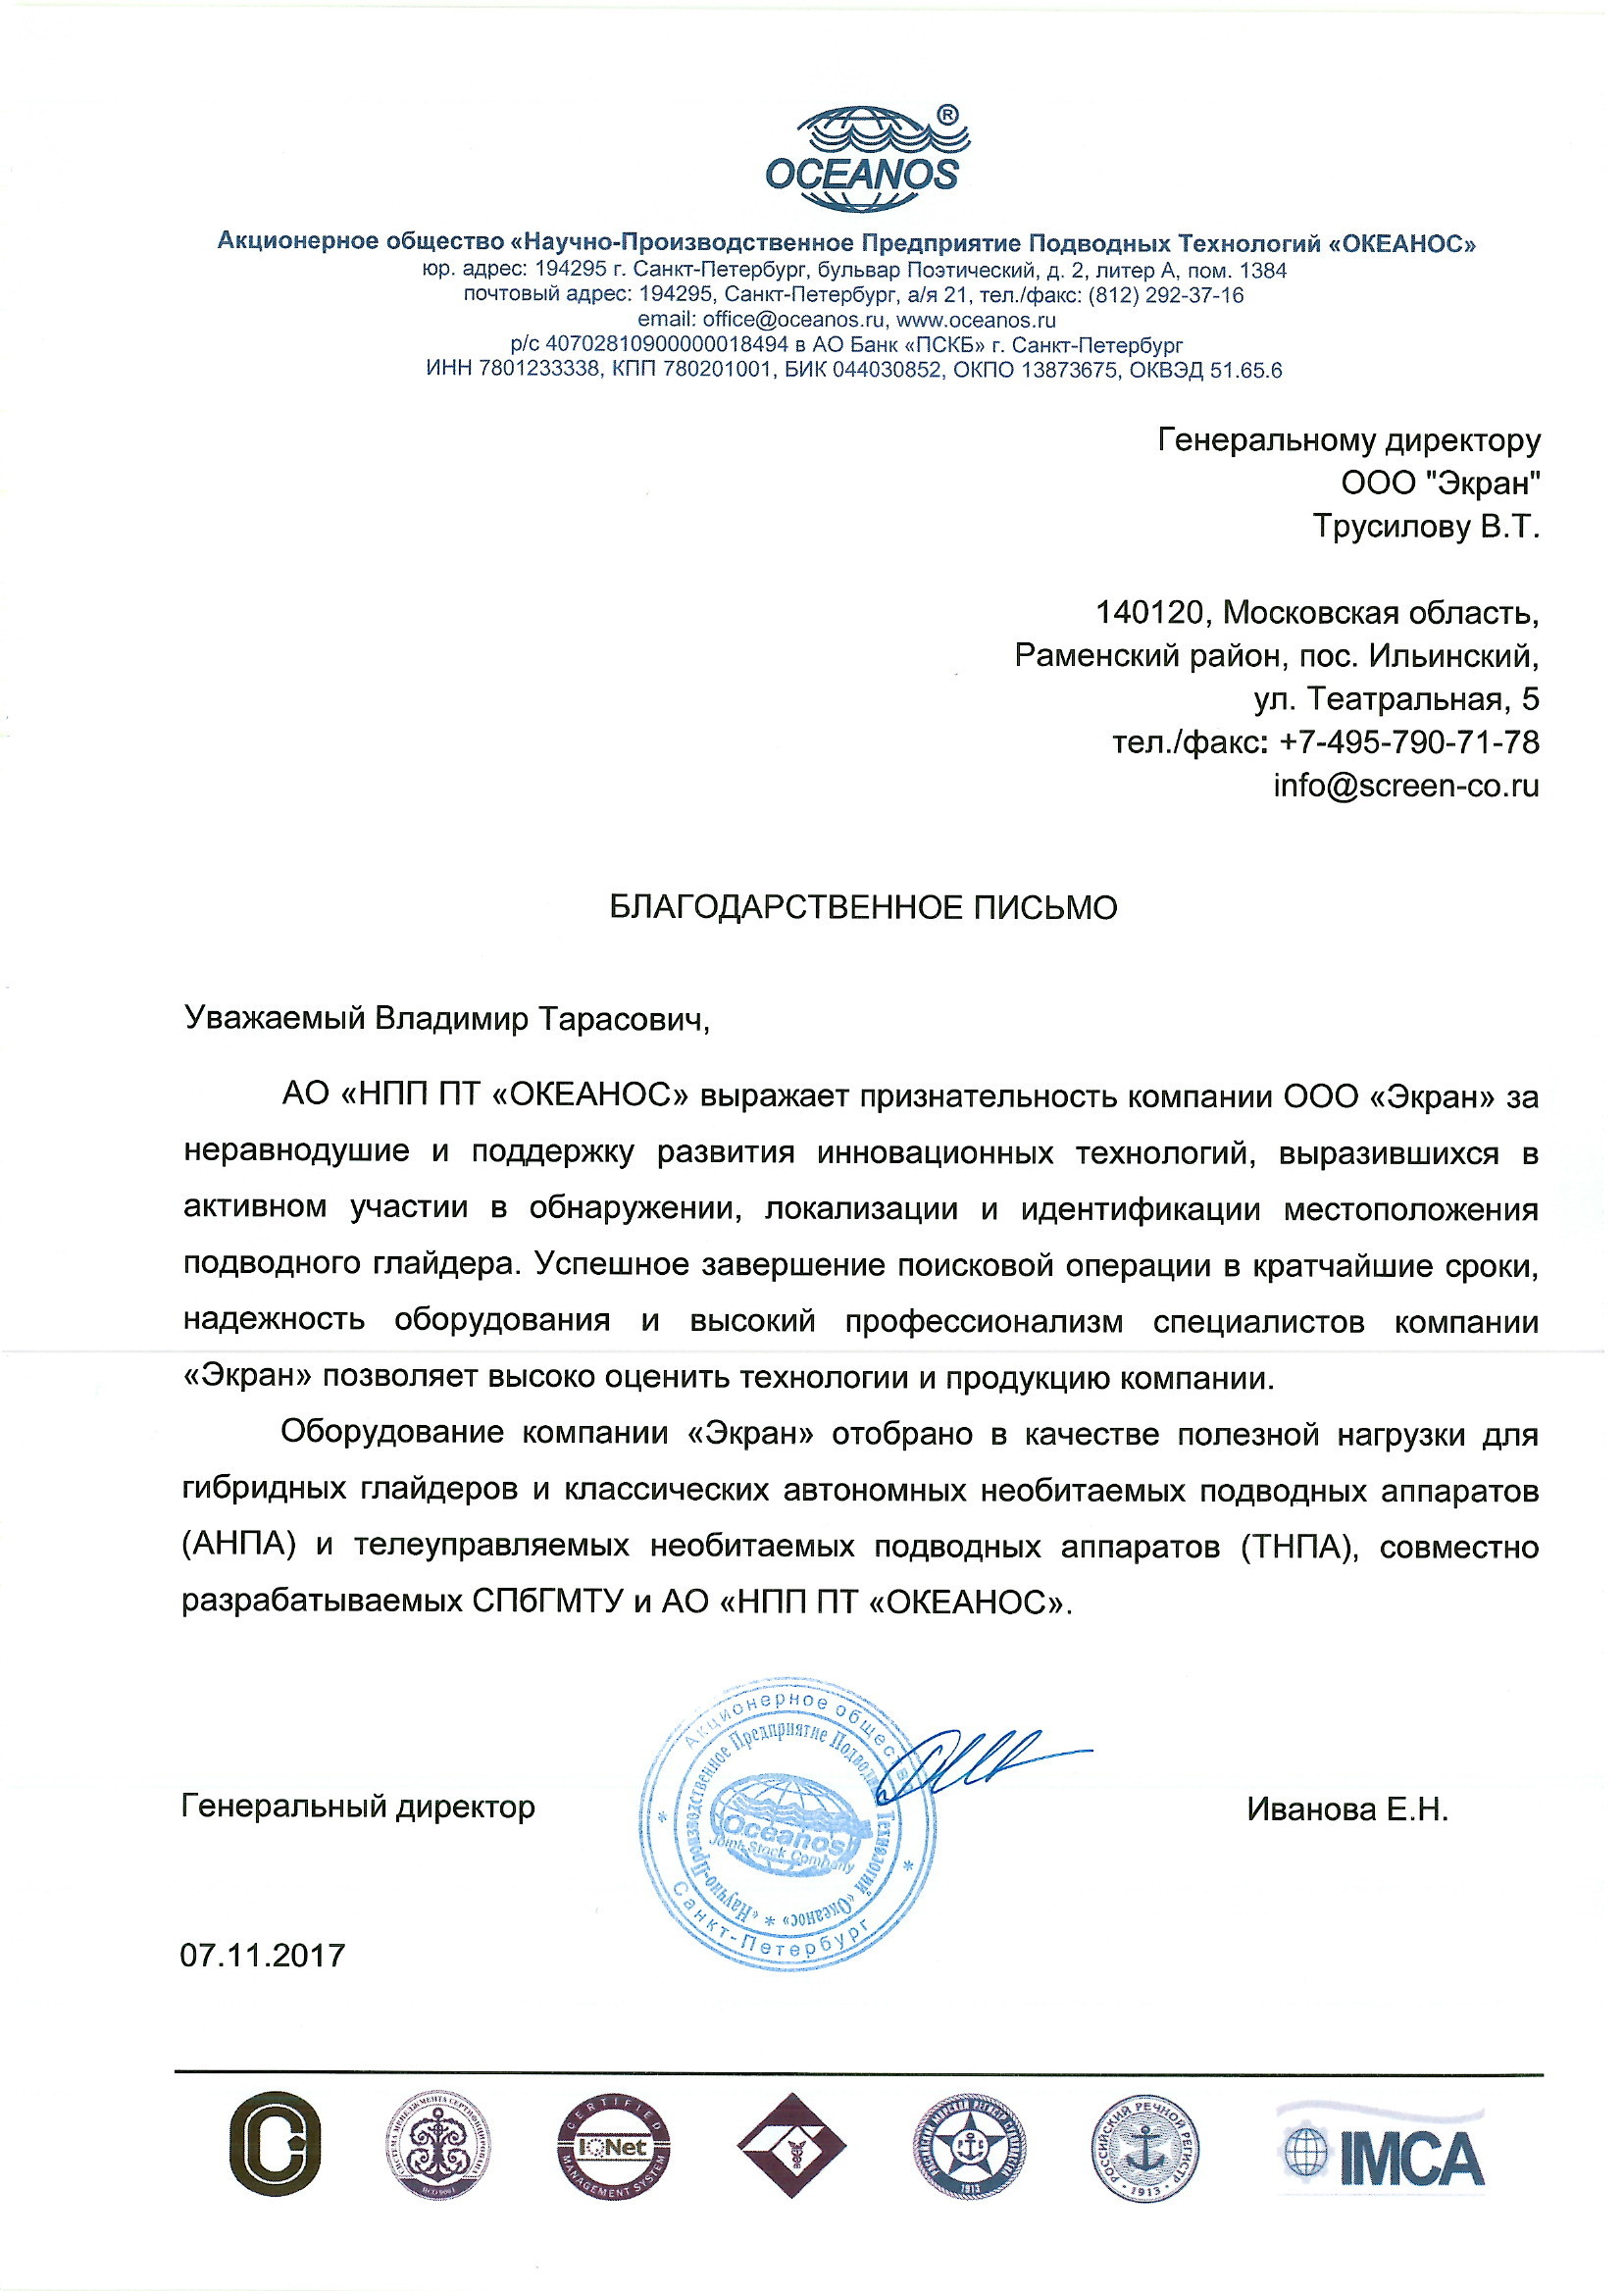 ®
OCEANOS
Акционерное общество «Научно-Производственное Предприятие Подводных Технологий «ОКЕАНОС»
юр. адрес: 194295 г. Санкт-Петербург, бульвар Поэтический, д. 2, литер А, пом. 1384
почтовый адрес: 194295, Санкт-Петербург, а/я 21, тел./факс: (812) 292-37-16
email: office@oceanos.ru, www.oceanos.ru
р/с 40702810900000018494 в АО Банк «ПСКБ» г. Санкт-Петербург
ИНН 7801233338, КПП 780201001, БИК 044030852, ОКПО 13873675, ОКВЭД 51.65.6
Генеральному директору
ООО "Экран"
Трусилову В.Т.
140120, Московская область,
Раменский район, пос. Ильинский,
ул. Театральная, 5
тел./факс: +7-495-790-71-78
info@screen-co.ru
БЛАГОДАРСТВЕННОЕ ПИСЬМО
Уважаемый Владимир Тарасович,
АО «НПП ПТ «ОКЕАНОС» выражает признательность компании ООО «Экран» за
неравнодушие и поддержку развития инновационных технологий, выразившихся в
активном участии в обнаружении, локализации и идентификации местоположения
подводного глайдера. Успешное завершение поисковой операции в кратчайшие сроки,
надежность оборудования и высокий профессионализм специалистов компании
«Экран» позволяет высоко оценить технологии и продукцию компании.
Оборудование компании «Экран» отобрано в качестве полезной нагрузки для
гибридных глайдеров и классических автономных необитаемых подводных аппаратов
(АНПА) и телеуправляемых необитаемых подводных аппаратов (ТНПА), совместно
разрабатываемых СПбГМТУ и АО «НПП ПТ «ОКЕАНОС».
Генеральный директор
Акционерное общество
* Санкт-Петербург *
«Научно-Производственное Предприятие Подводных Технологий «Океанос» *
Oceanos
Joint Stock Company
Иванова Е.Н.
07.11.2017
СИСТЕМА МЕНЕДЖМЕНТА СЕРТИФИЦИРОВАНА
ИСО 9001
CERTIFIED
IQNet
MANAGEMENT SYSTEM
1913
РОССИЙСКИЙ РЕЧНОЙ РЕГИСТР
• 1913 •
IMCA